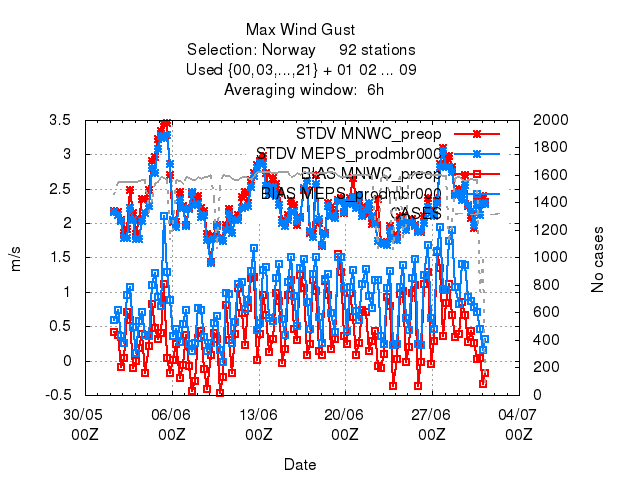 Max Wind Gust
Selection: Norway 92 stations
Used {00,03,...,21} + 01 02 ... 09
Averaging window: 6h
STDV MNWC_preop
STDV MEPS_prodmbr000
BIAS MNWC_preop
BIAS MEPS_prodmbr000
CASES
3.5
3
2.5
2
1.5
1
0.5
0
-0.5
m/s
2000
1800
1600
1400
1200
1000
800
600
400
200
0
No cases
30/05 06/06 13/06 20/06 27/06 04/07
00Z 00Z 00Z 00Z 00Z 00Z
Date